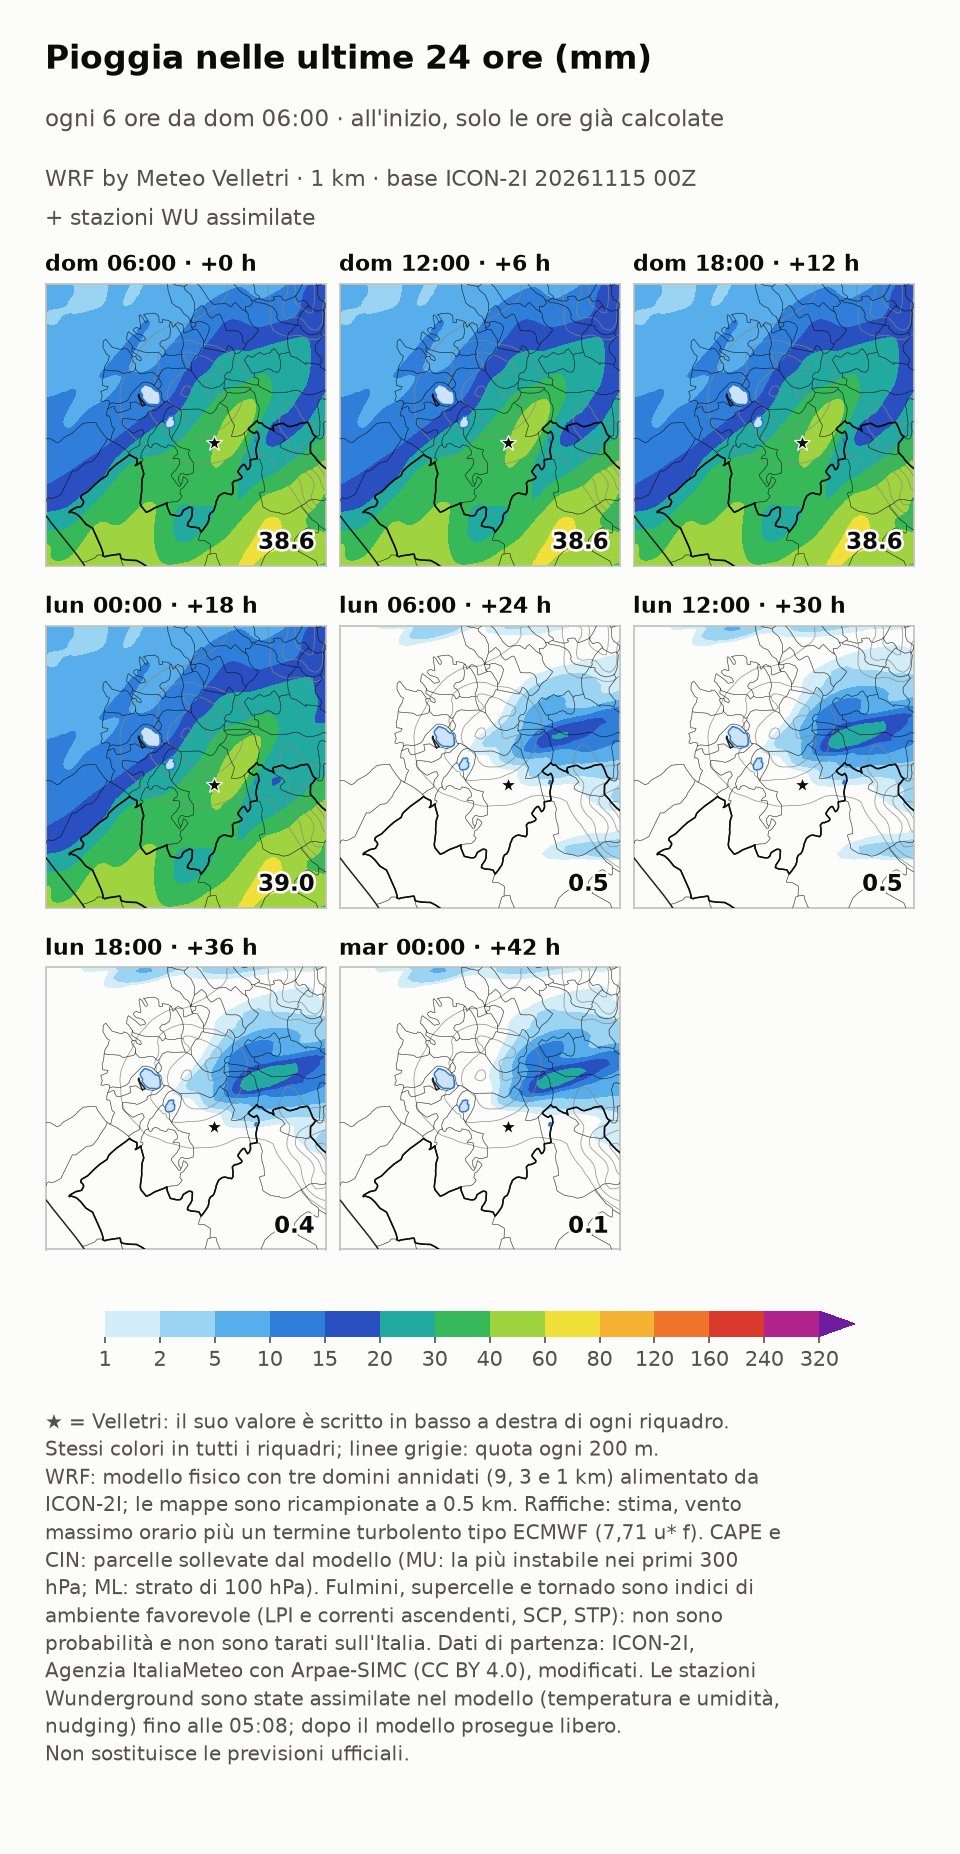 Pioggia nelle ultime 24 ore (mm)
ogni 6 ore da dom 06:00 · all'inizio, solo le ore già calcolate
WRF by Meteo Velletri · 1 km · base ICON-2I 20261115 00Z
+ stazioni WU assimilate
dom 06:00 · +0 h
dom 12:00 · +6 h
dom 18:00 · +12 h
38.6
38.6
38.6
lun 00:00 · +18 h
lun 06:00 · +24 h
lun 12:00 · +30 h
39.0
0.5
0.5
lun 18:00 · +36 h
mar 00:00 · +42 h
0.4
0.1
1 2 5 10 15 20 30 40 60 80 120 160 240 320
★ = Velletri: il suo valore è scritto in basso a destra di ogni riquadro.
Stessi colori in tutti i riquadri; linee grigie: quota ogni 200 m.
WRF: modello fisico con tre domini annidati (9, 3 e 1 km) alimentato da
ICON-2I; le mappe sono ricampionate a 0.5 km. Raffiche: stima, vento
massimo orario più un termine turbolento tipo ECMWF (7,71 u* f). CAPE e
CIN: parcelle sollevate dal modello (MU: la più instabile nei primi 300
hPa; ML: strato di 100 hPa). Fulmini, supercelle e tornado sono indici di
ambiente favorevole (LPI e correnti ascendenti, SCP, STP): non sono
probabilità e non sono tarati sull'Italia. Dati di partenza: ICON-2I,
Agenzia ItaliaMeteo con Arpae-SIMC (CC BY 4.0), modificati. Le stazioni
Wunderground sono state assimilate nel modello (temperatura e umidità,
nudging) fino alle 05:08; dopo il modello prosegue libero.
Non sostituisce le previsioni ufficiali.